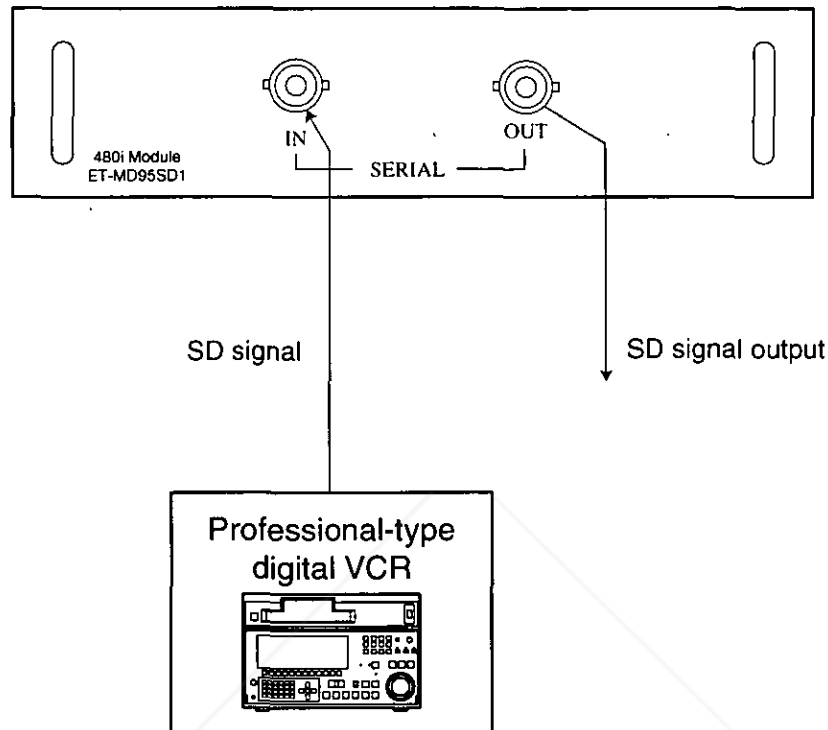 IN
OUT
SERIAL
480i Module
ET-MD95SD1
SD signal
SD signal output
Professional-type
digital VCR